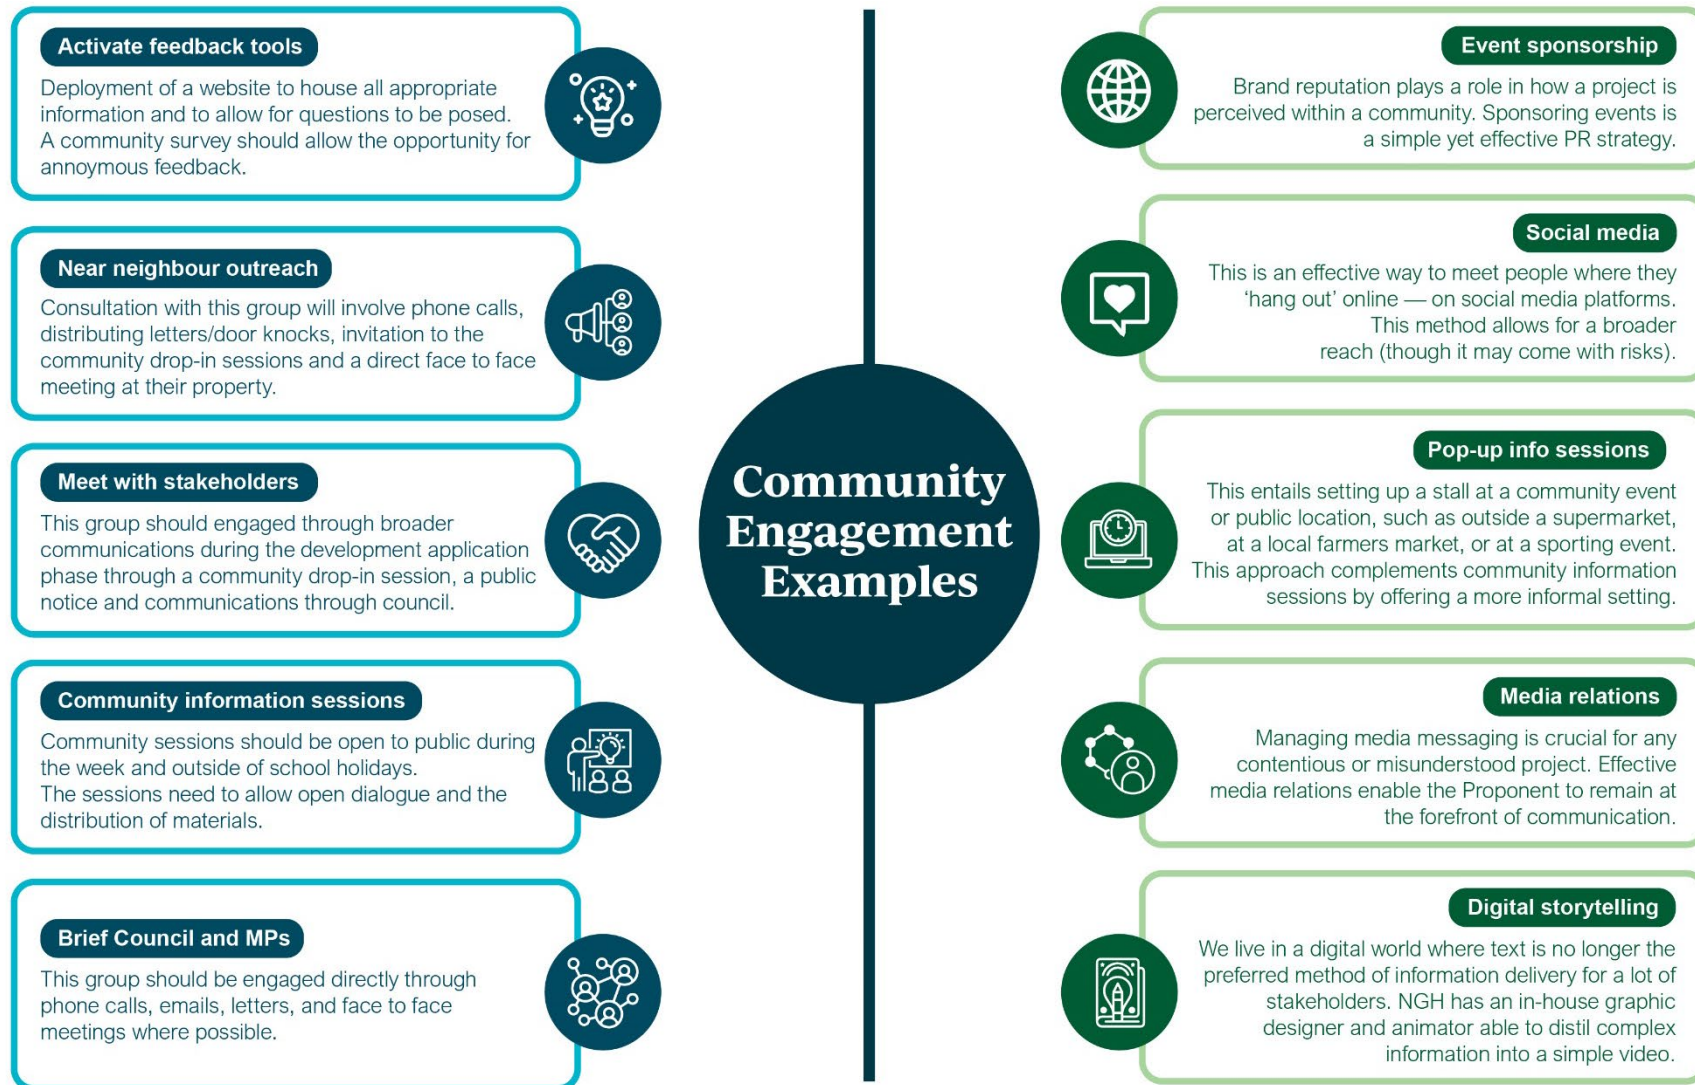 Activate feedback tools
Deployment of a website to house all appropriate
information and to allow for questions to be posed.
A community survey should allow the opportunity for
annoymous feedback.
Near neighbour outreach
Consultation with this group will involve phone calls,
distributing letters/door knocks, invitation to the
community drop-in sessions and a direct face to face
meeting at their property.
Meet with stakeholders
This group should engaged through broader
communications during the development application
phase through a community drop-in session, a public
notice and communications through council.
Community information sessions
Community sessions should be open to public during
the week and outside of school holidays.
The sessions need to allow open dialogue and the
distribution of materials.
Brief Council and MPs
This group should be engaged directly through
phone calls, emails, letters, and face to face
meetings where possible.
Community
Engagement
Examples
Event sponsorship
Brand reputation plays a role in how a project is
perceived within a community. Sponsoring events is
a simple yet effective PR strategy.
Social media
This is an effective way to meet people where they
‘hang out’ online — on social media platforms.
This method allows for a broader
reach (though it may come with risks).
Pop-up info sessions
This entails setting up a stall at a community event
or public location, such as outside a supermarket,
at a local farmers market, or at a sporting event.
This approach complements community information
sessions by offering a more informal setting.
Media relations
Managing media messaging is crucial for any
contentious or misunderstood project. Effective
media relations enable the Proponent to remain at
the forefront of communication.
Digital storytelling
We live in a digital world where text is no longer the
preferred method of information delivery for a lot of
stakeholders. NGH has an in-house graphic
designer and animator able to distil complex
information into a simple video.